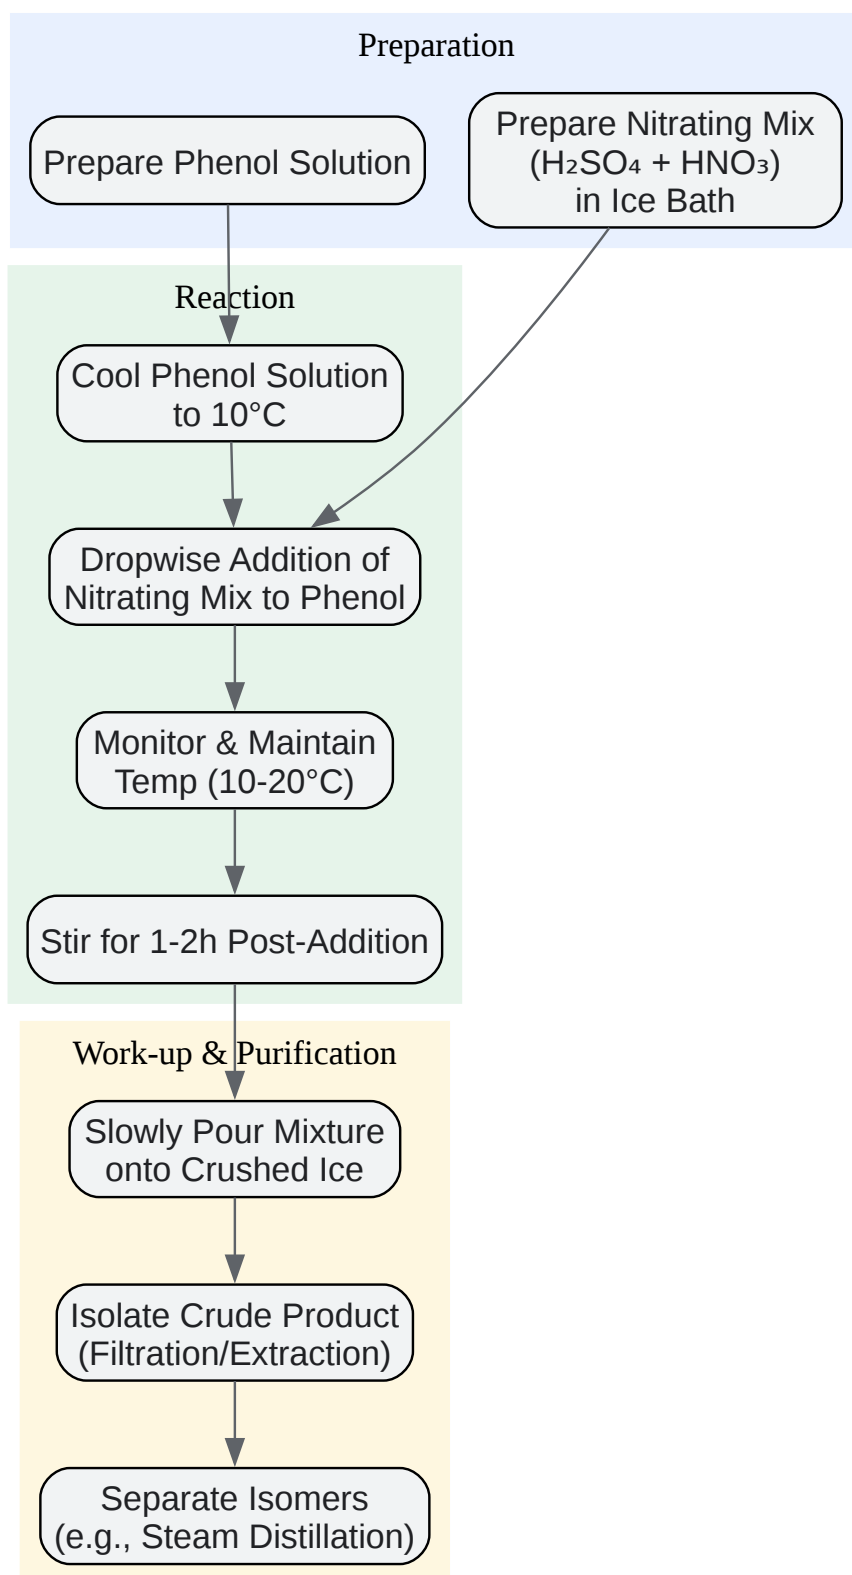 Preparation
Prepare Phenol Solution
Prepare Nitrating Mix
(H₂SO₄ + HNO₃)
in Ice Bath
Reaction
Cool Phenol Solution
to 10°C
Dropwise Addition of
Nitrating Mix to Phenol
Monitor & Maintain
Temp (10-20°C)
Stir for 1-2h Post-Addition
Work-up & Purification
Slowly Pour Mixture
onto Crushed Ice
Isolate Crude Product
(Filtration/Extraction)
Separate Isomers
(e.g., Steam Distillation)